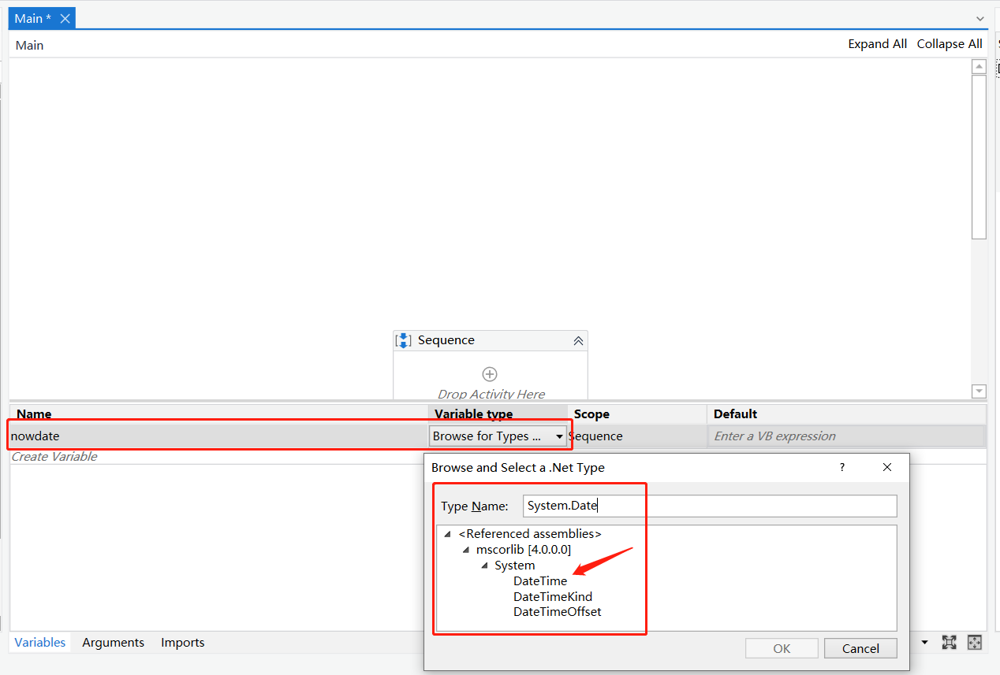 Main *
Main
Expand All Collapse All
Sequence
Drop Activity Here
Name Variable type Scope Default
nowdate Browse for Types ... Sequence Enter a VB expression
Create Variable
Browse and Select a .Net Type ?
Type Name: System.Date
<Referenced assemblies>
mscorlib [4.0.0.0]
System
DateTime
DateTimeKind
DateTimeOffset
Variables Arguments Imports
OK Cancel